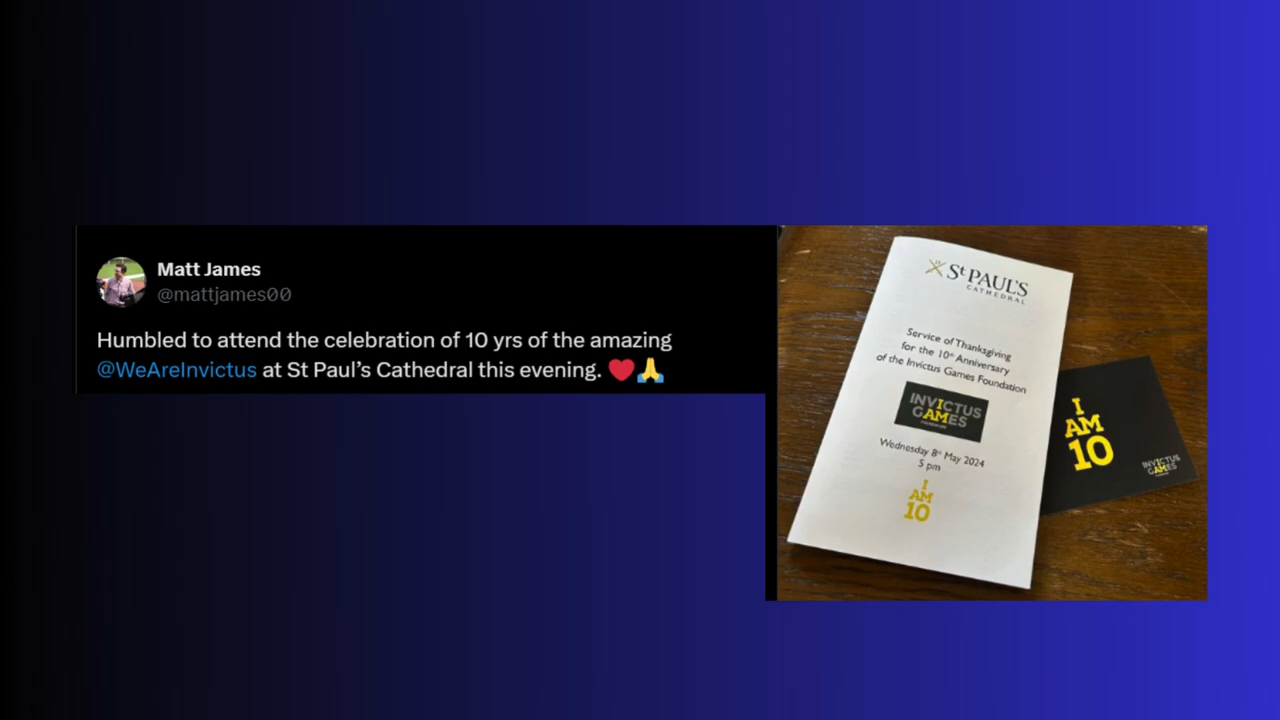 Matt James
@mattjames00
Humbled to attend the celebration of 10 yrs of the amazing
@WeAreInvictus at St Paul’s Cathedral this evening. ❤️🙏
St PAUL'S
CATHEDRAL
Service of Thanksgiving
for the 10th Anniversary
of the Invictus Games Foundation
INVICTUS
GAMES
FOUNDATION
Wednesday 8th May 2024
5 pm
I
AM
10
I
AM
10
INVICTUS
GAMES